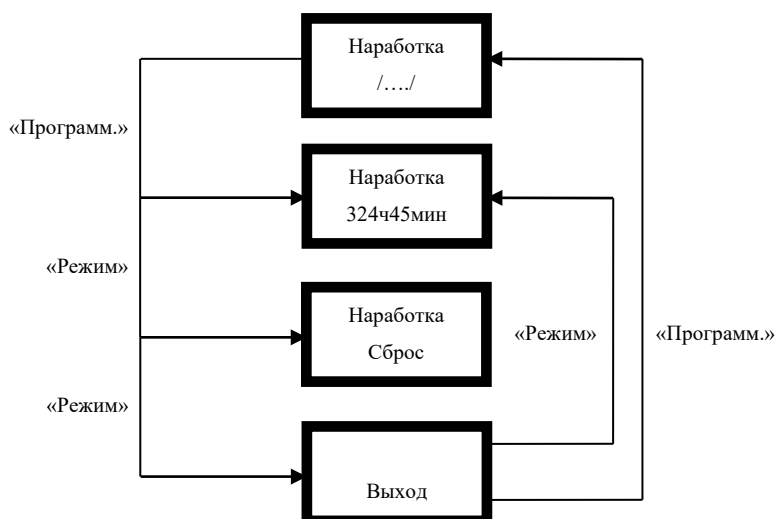 Наработка
/…./
«Программ.»
Наработка
324ч45мин
«Режим»
Наработка
Сброс
«Режим»
«Программ.»
«Режим»
Выход